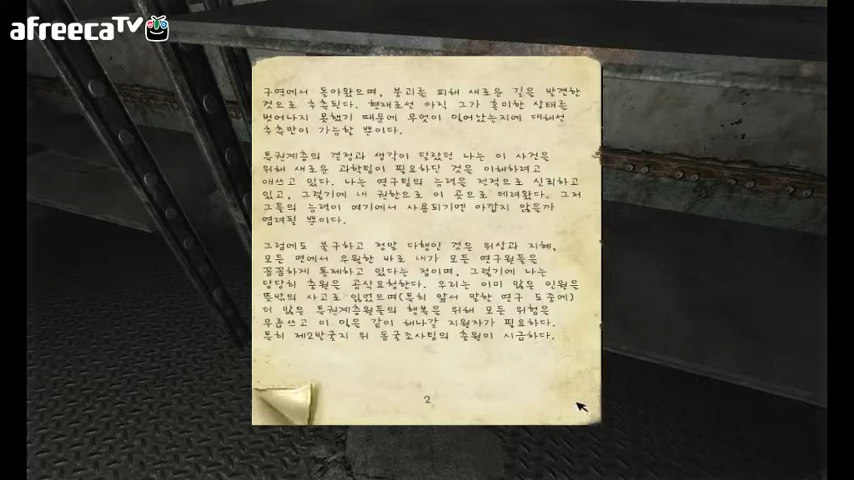 afreecaTV
구역에서 돌아왔으며, 붕괴를 피해 새로운 길을 발견한
것으로 추측된다. 현재로선 아직 그가 흥미한 상태를
벗어나지 못했기 때문에 무엇이 일어났는지에 대해선
추측만이 가능할 뿐이다.
특권계층의 결정과 생각이 달랐던 나는 이 사건을
위해 새로운 과학팀이 필요하단 것을 이해하려고
애쓰고 있다. 나는 연구팀의 능력을 전적으로 신뢰하고
있고, 그렇기에 내 권한으로 이 곳으로 데려왔다. 그저
그들의 능력이 여기에서 사용되기엔 아깝지 않을까
염려될 뿐이다.
그럼에도 불구하고 정말 다행인 것은 위상과 지혜,
모든 면에서 우월한 바로 내가 모든 연구원들을
꼼꼼하게 통제하고 있다는 점이며, 그렇기에 나는
당당히 충원을 공식요청한다. 우리는 이미 많은 인원을
뜻밖의 사고로 잃었으며(특히 앞서 말한 연구 도중에)
더 많은 특권계층원들의 행복을 위해 모든 위험을
무릅쓰고 이 일을 같이 해나갈 지원자가 필요하다.
특히 제2발굴지 위 동굴조사팀의 충원이 시급하다.
2